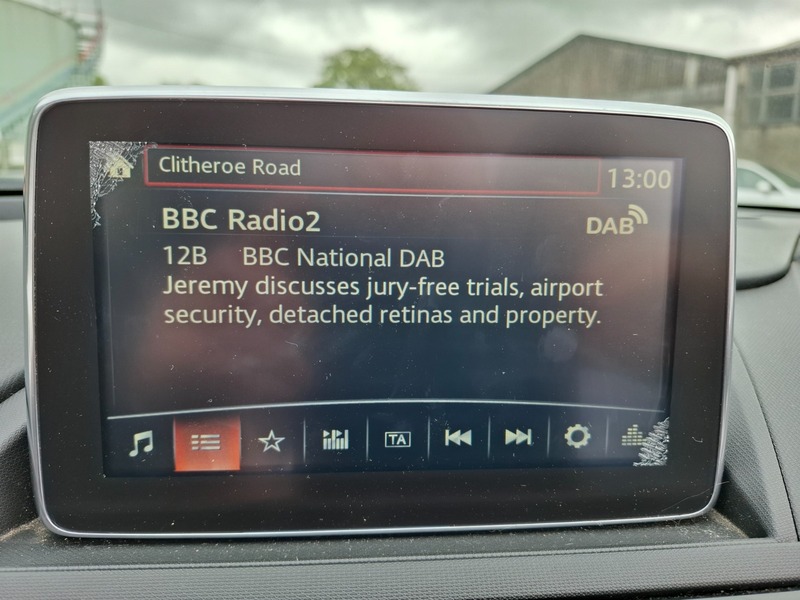 Clitheroe Road
13:00
BBC Radio2
DAB
12B BBC National DAB
Jeremy discusses jury-free trials, airport
security, detached retinas and property.
TA